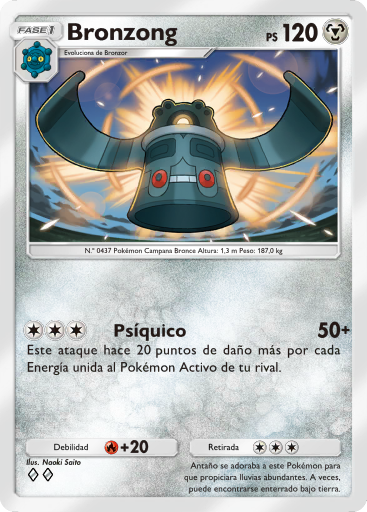 FASE 1 Bronzong PS 120
Evoluciona de Bronzor
N.º 0437 Pokémon Campana Bronce Altura: 1,3 m Peso: 187,0 kg
Psíquico 50+
Este ataque hace 20 puntos de daño más por cada
Energía unida al Pokémon Activo de tu rival.
Debilidad +20 Retirada
Ilus. Naoki Saito
Antaño se adoraba a este Pokémon para
que propiciara lluvias abundantes. A veces,
puede encontrarse enterrado bajo tierra.